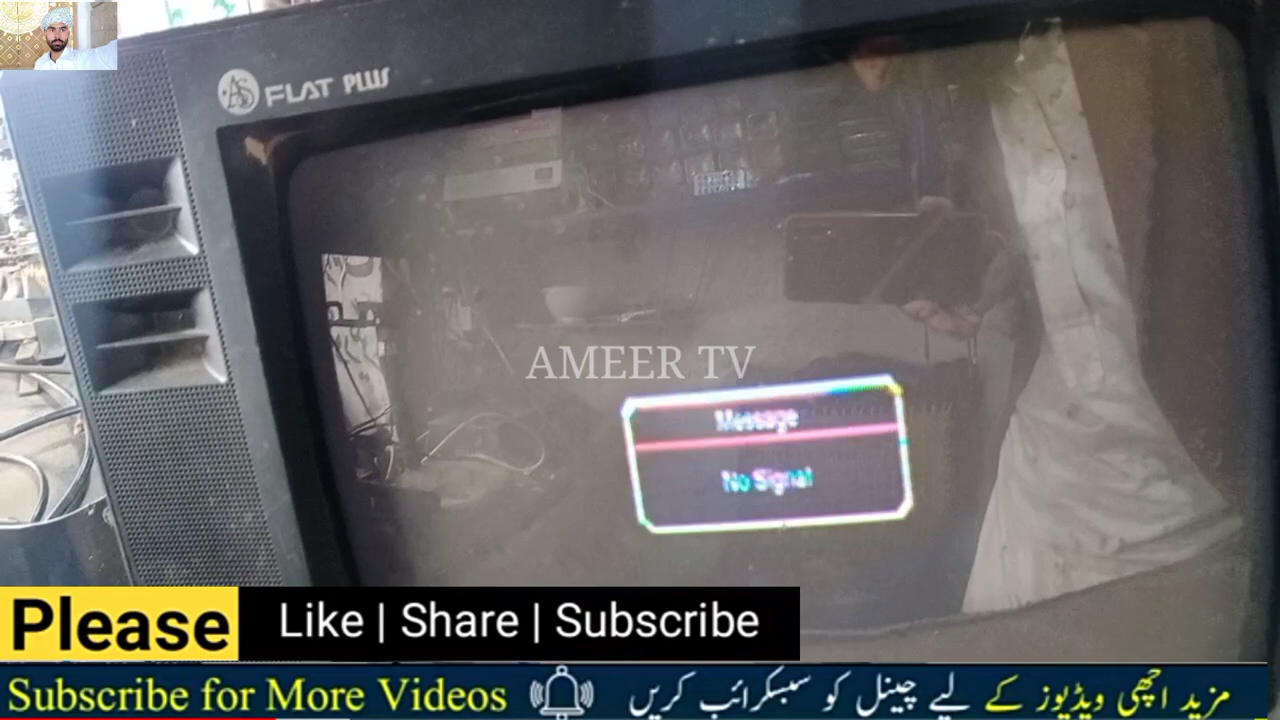 AS FLAT PLUS
AMEER TV
Message
No Signal
Please Like | Share | Subscribe
Subscribe for More Videos مزید اچھی ویڈیوز کے لیے چینل کو سبسکرائب کریں